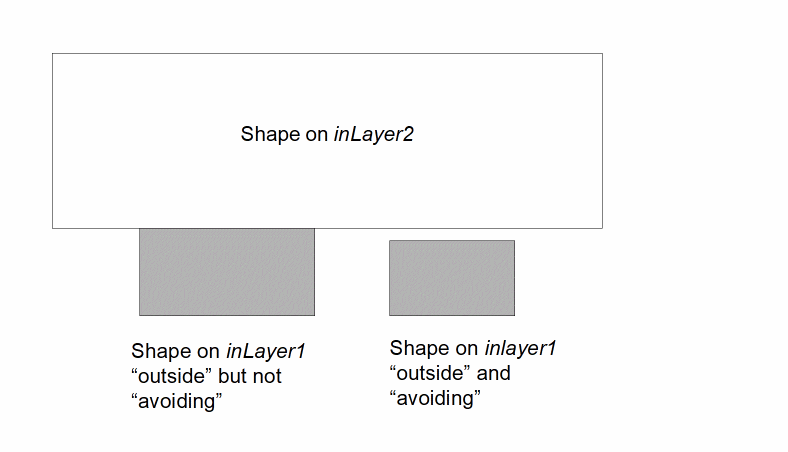 Shape on inLayer2
Shape on inLayer1
“outside” but not
“avoiding”
Shape on inlayer1
“outside” and
“avoiding”